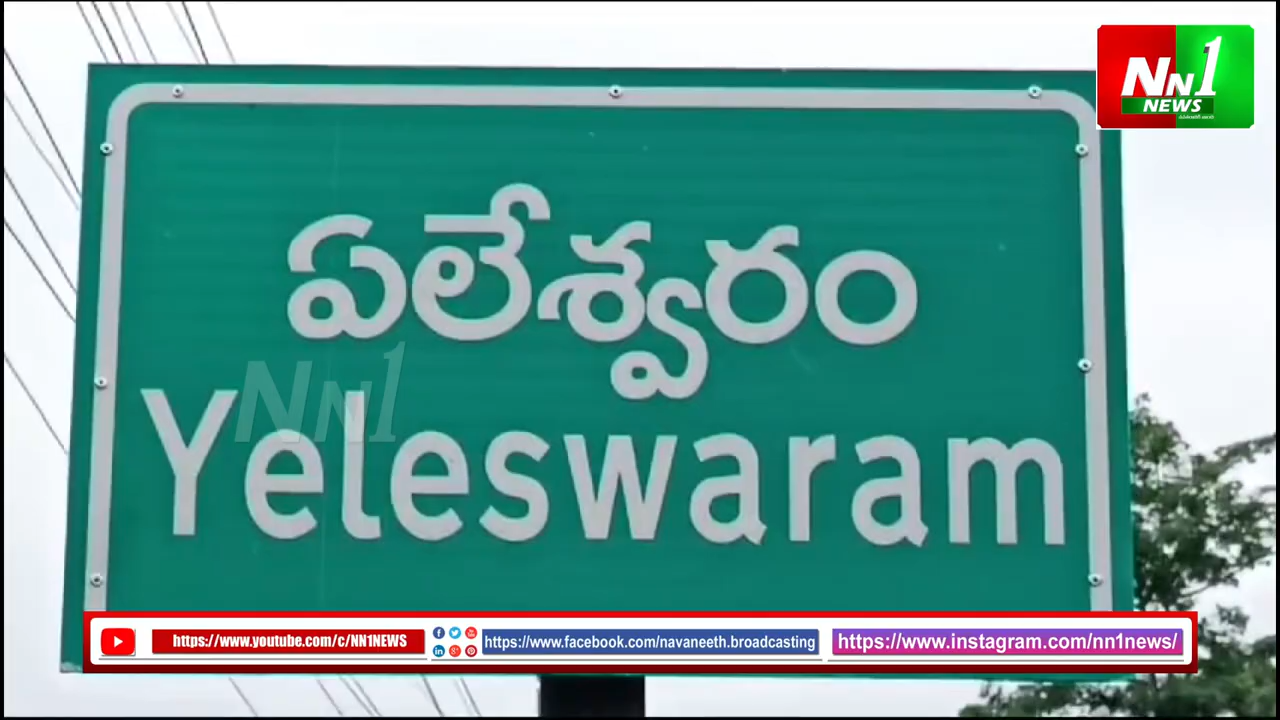 NN1
NEWS
ఏలేశ్వరం
NN1
Yeleswaram
https://www.youtube.com/c/NN1NEWS
https://www.facebook.com/navaneeth.broadcasting
https://www.instagram.com/nn1news/